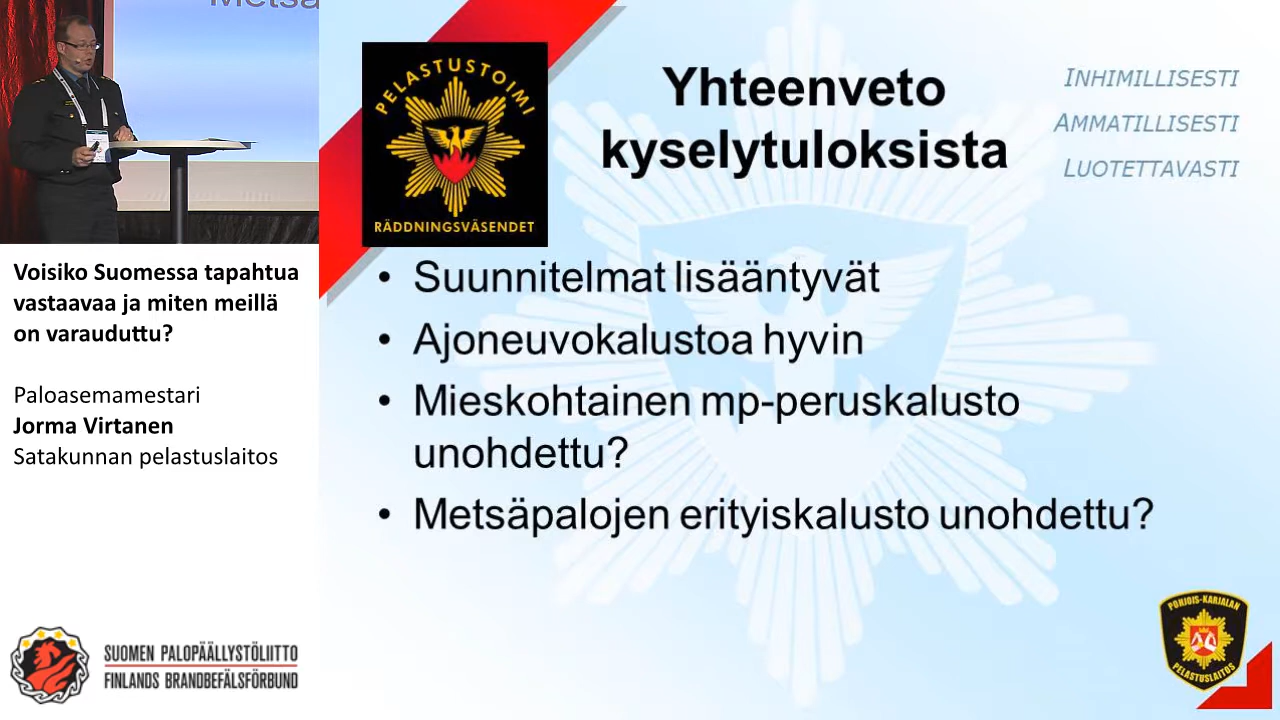 Metsä
Voisiko Suomessa tapahtua
vastaavaa ja miten meillä
on varauduttu?
Paloasemamestari
Jorma Virtanen
Satakunnan pelastuslaitos
SUOMEN PALOPÄÄLLYSTÖLIITTO
FINLANDS BRANDBEFÄLSFÖRBUND
PELASTUSTOIMI
RÄDDNINGSVÄSENDET
Yhteenveto
kyselytuloksista
INHIMILLISESTI
AMMATILLISESTI
LUOTETTAVASTI
• Suunnitelmat lisääntyvät
• Ajoneuvokalustoa hyvin
• Mieskohtainen mp-peruskalusto
unohdettu?
• Metsäpalojen erityiskalusto unohdettu?
POHJOIS-KARJALAN
PELASTUSLAITOS